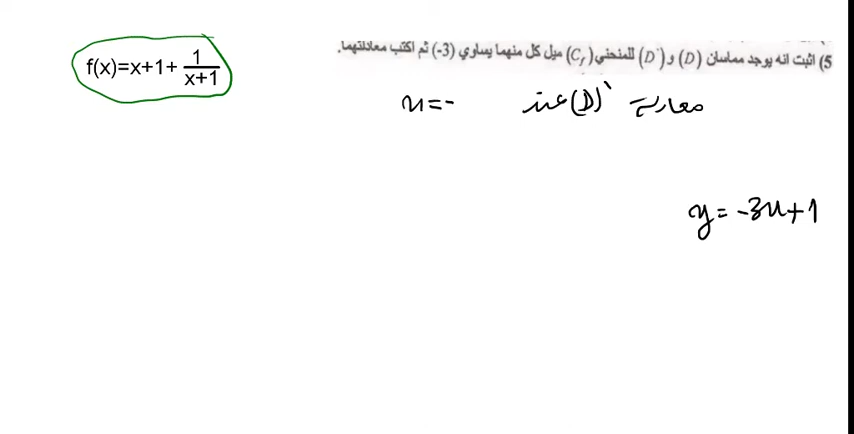 f(x)=x+1+ 1/(x+1)
5) اثبت انه يوجد مماسان (D) و (D') للمنحني (Cf) ميل كل منهما يساوي (-3) ثم اكتب معادلتهما.
معادلة (D)' عند x=-
y=-3x+1